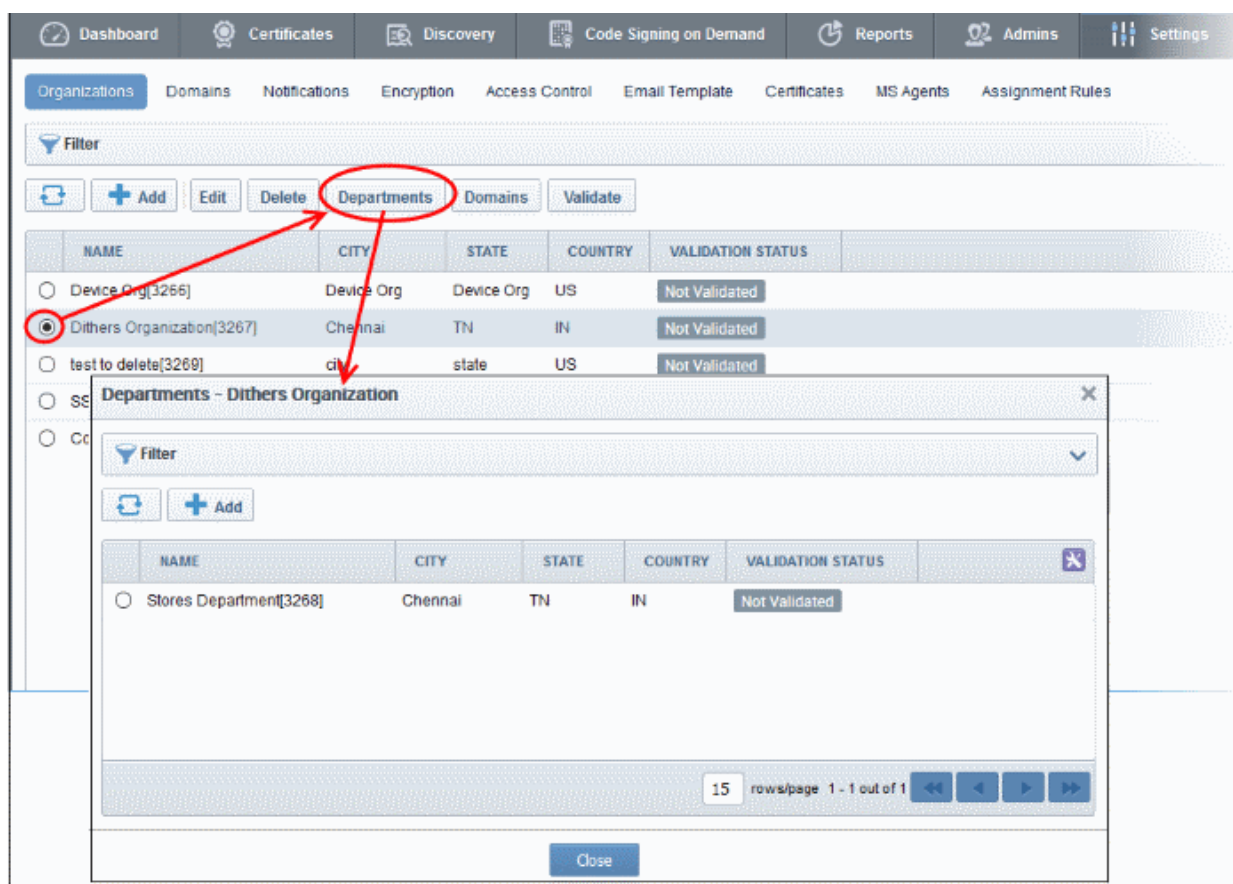 Dashboard Certificates Discovery Code Signing on Demand Reports Admins Settings
Organizations Domains Notifications Encryption Access Control Email Template Certificates MS Agents Assignment Rules
Filter
Add Edit Delete Departments Domains Validate
NAME CITY STATE COUNTRY VALIDATION STATUS
Device Org[3266] Device Org Device Org US Not Validated
Dithers Organization[3267] Chennai TN IN Not Validated
test to delete[3269] city state US Not Validated
SS
Co
Departments - Dithers Organization
Filter
Add
NAME CITY STATE COUNTRY VALIDATION STATUS
Stores Department[3268] Chennai TN IN Not Validated
15 rows/page 1 - 1 out of 1
Close